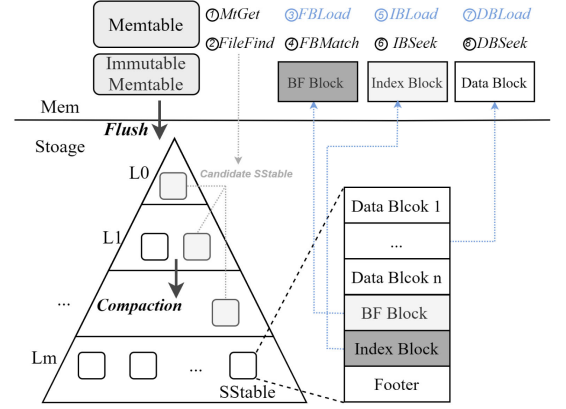 Memtable
①MtGet ③FBLoad ⑤IBLoad ⑦DBLoad
②FileFind ④FBMatch ⑥ IBSeek ⑧DBSeek
Immutable
Memtable
BF Block Index Block Data Block
Mem
Flush
Stoage
L0
Candidate SStable
Data Blcok 1
L1
...
Data Blcok n
... Compaction
BF Block
Index Block
Lm
...
Footer
SStable